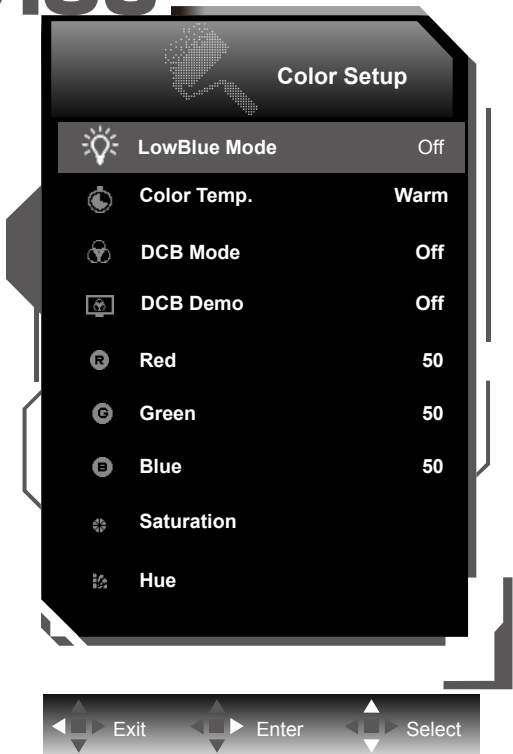 Color Setup
LowBlue Mode Off
Color Temp. Warm
DCB Mode Off
DCB Demo Off
R Red 50
G Green 50
B Blue 50
Saturation
Hue
Exit Enter Select